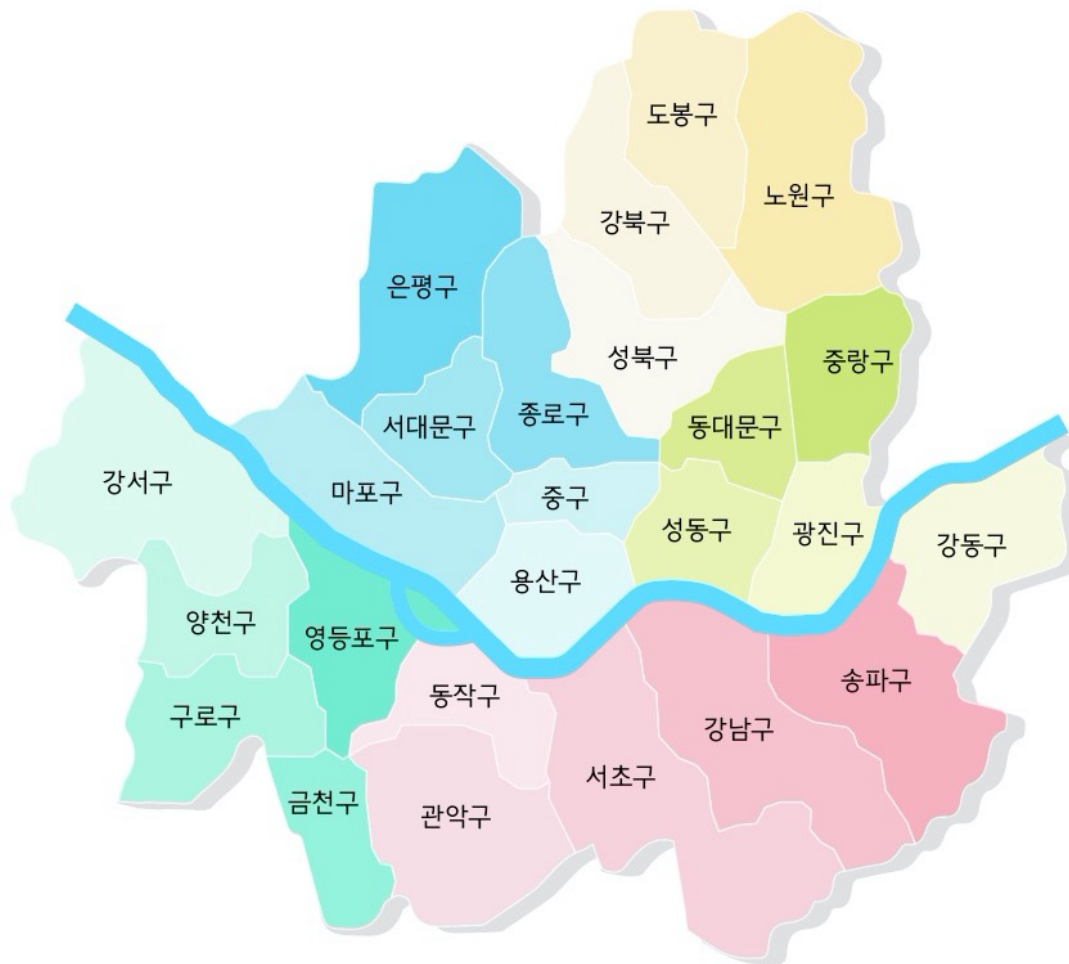 도봉구
노원구
강북구
은평구
성북구
중랑구
종로구
서대문구
동대문구
강서구
마포구
중구
성동구
광진구
강동구
용산구
양천구
영등포구
송파구
동작구
구로구
강남구
서초구
금천구
관악구